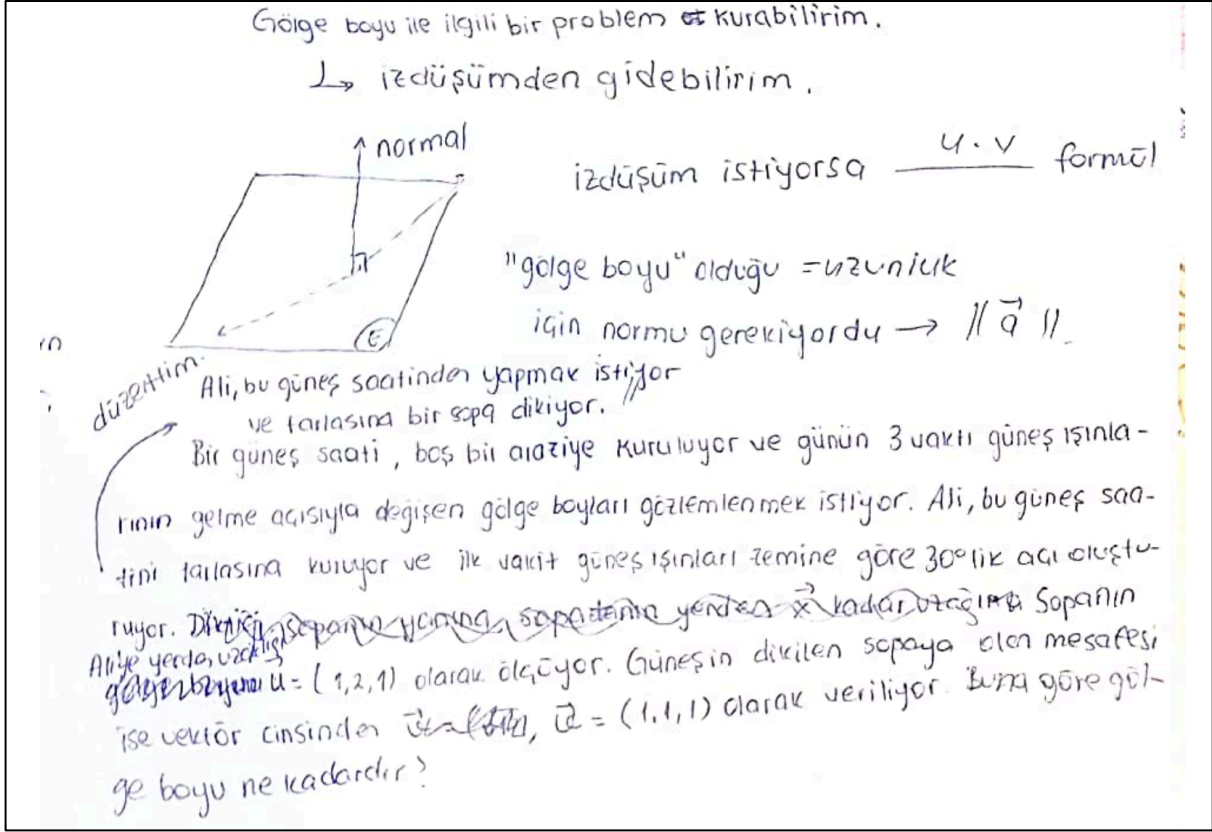 Gölge boyu ile ilgili bir problem kurabilirim.
↳ izdüşümden gidebilirim.
normal
izdüşüm istiyorsa u . v formül
"gölge boyu" olduğu = uzunluk
için normu gerekiyordu → || a⃗ ||
E
düzelttim.
Ali, bu güneş saatinden yapmak istiyor
ve tarlasına bir sopa dikiyor.
Bir güneş saati, boş bir araziye kuruluyor ve günün 3 vakti güneş ışınla-
rının gelme açısıyla değişen gölge boyları gözlemlenmek istiyor. Ali, bu güneş saa-
tini tarlasına kuruyor ve ilk vakit güneş ışınları zemine göre 30° lik açı oluştu-
ruyor. Sopanın
Ali'ye yerden uzaklığı
u = (1,2,1) olarak ölçüyor. Güneşin dikilen sopaya olan mesafesi
ise vektör cinsinden = (1,1,1) olarak veriliyor. Buna göre göl-
ge boyu ne kadardır?